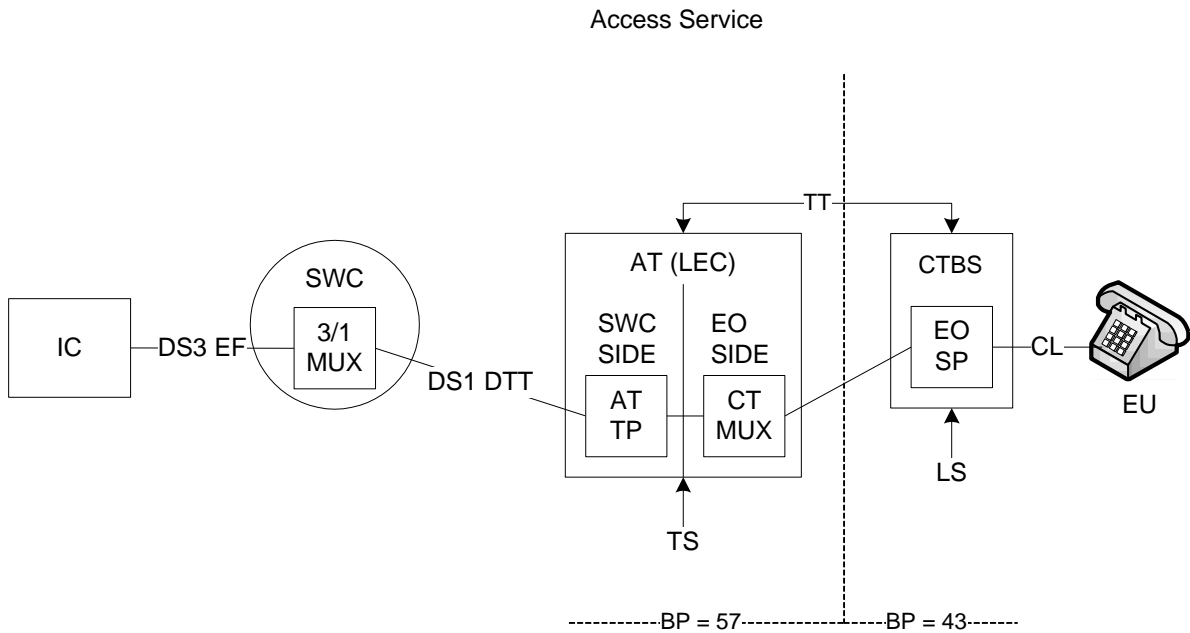 Access Service
TT
AT (LEC)
CTBS
SWC
SWC
SIDE
EO
SIDE
IC
DS3 EF
3/1
MUX
EO
SP
CL
DS1 DTT
AT
TP
CT
MUX
EU
LS
TS
BP = 57
BP = 43